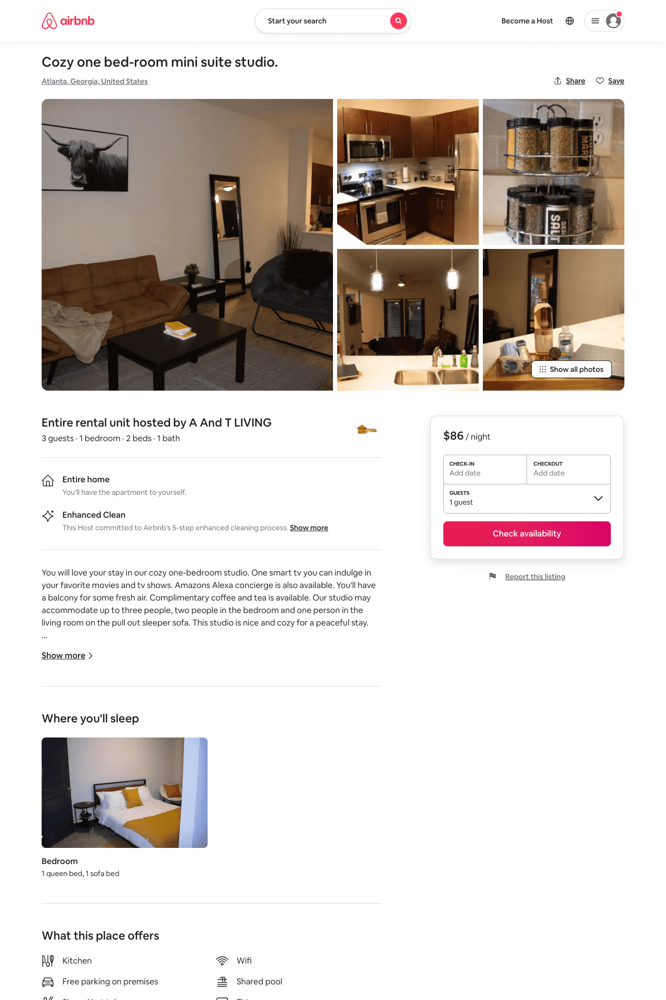 airbnb
Start your search
Become a Host
Cozy one bed-room mini suite studio.
Atlanta, Georgia, United States
Share
Save
SALT
SEA
Show all photos
Entire rental unit hosted by A And T LIVING
3 guests · 1 bedroom · 2 beds · 1 bath
$86 / night
CHECK-IN
Add date
CHECKOUT
Add date
GUESTS
1 guest
Check availability
Report this listing
Entire home
You'll have the apartment to yourself.
Enhanced Clean
This Host committed to Airbnb's 5-step enhanced cleaning process. Show more
You will love your stay in our cozy one-bedroom studio. One smart tv you can indulge in
your favorite movies and tv shows. Amazons Alexa concierge is also available. You'll have
a balcony for some fresh air. Complimentary coffee and tea is available. Our studio may
accommodate up to three people, two people in the bedroom and one person in the
living room on the pull out sleeper sofa. This studio is nice and cozy for a peaceful stay.
...
Show more
Where you'll sleep
Bedroom
1 queen bed, 1 sofa bed
What this place offers
Kitchen
Wifi
Free parking on premises
Shared pool